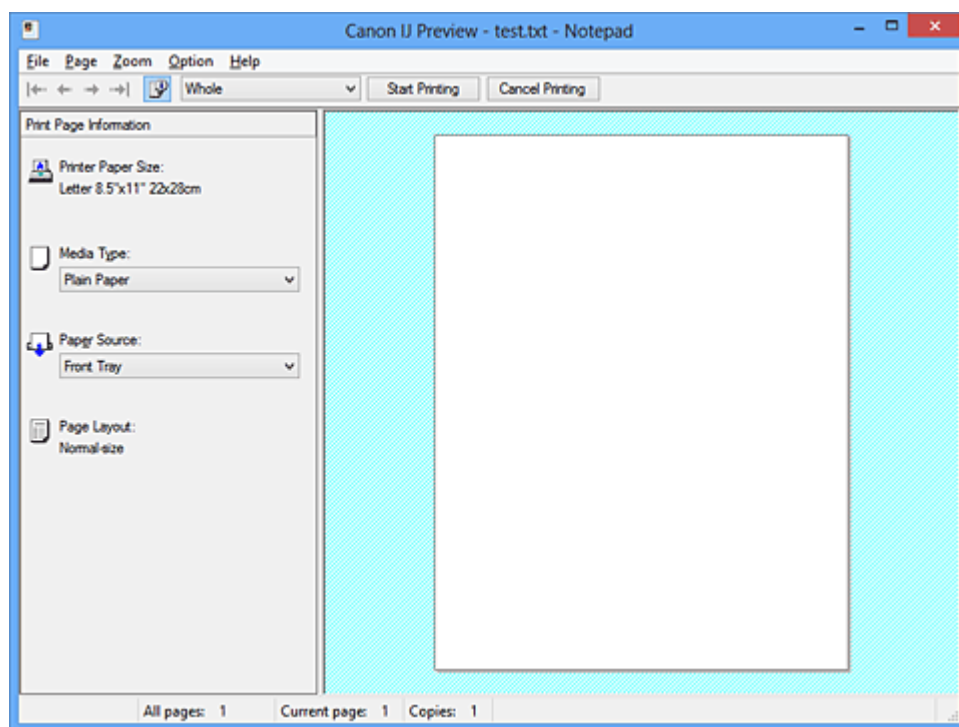 Canon IJ Preview - test.txt - Notepad
File Page Zoom Option Help
Whole Start Printing Cancel Printing
Print Page Information
Printer Paper Size:
Letter 8.5"x11" 22x28cm
Media Type:
Plain Paper
Paper Source:
Front Tray
Page Layout:
Normal-size
All pages: 1 Current page: 1 Copies: 1